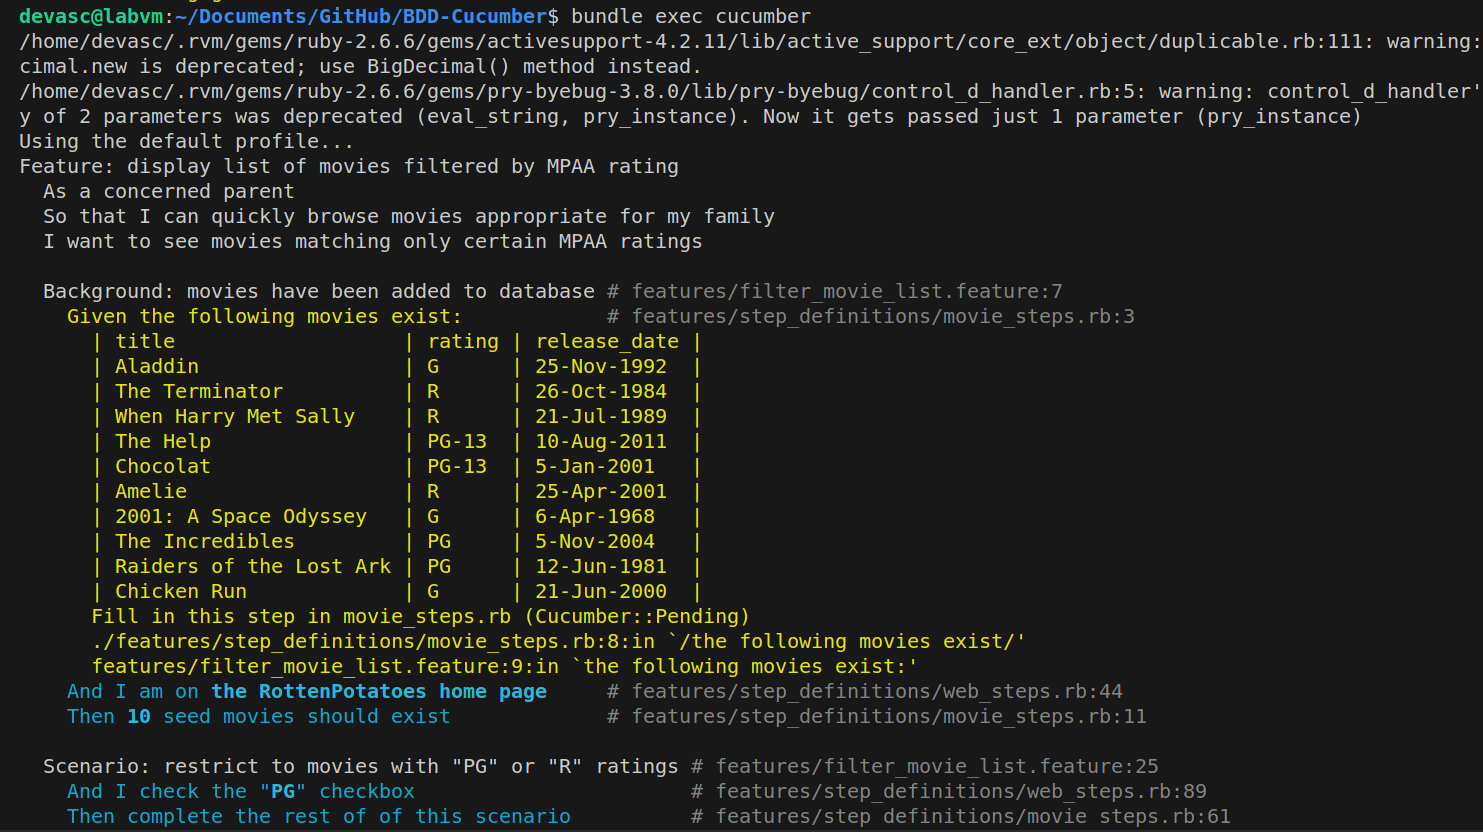 devasc@labvm:~/Documents/GitHub/BDD-Cucumber$ bundle exec cucumber
/home/devasc/.rvm/gems/ruby-2.6.6/gems/activesupport-4.2.11/lib/active_support/core_ext/object/duplicable.rb:111: warning:
cimal.new is deprecated; use BigDecimal() method instead.
/home/devasc/.rvm/gems/ruby-2.6.6/gems/pry-byebug-3.8.0/lib/pry-byebug/control_d_handler.rb:5: warning: control_d_handler'
y of 2 parameters was deprecated (eval_string, pry_instance). Now it gets passed just 1 parameter (pry_instance)
Using the default profile...
Feature: display list of movies filtered by MPAA rating
  As a concerned parent
  So that I can quickly browse movies appropriate for my family
  I want to see movies matching only certain MPAA ratings

  Background: movies have been added to database # features/filter_movie_list.feature:7
    Given the following movies exist:            # features/step_definitions/movie_steps.rb:3
      | title                   | rating | release_date |
      | Aladdin                 | G      | 25-Nov-1992  |
      | The Terminator          | R      | 26-Oct-1984  |
      | When Harry Met Sally    | R      | 21-Jul-1989  |
      | The Help                | PG-13  | 10-Aug-2011  |
      | Chocolat                | PG-13  | 5-Jan-2001   |
      | Amelie                  | R      | 25-Apr-2001  |
      | 2001: A Space Odyssey   | G      | 6-Apr-1968   |
      | The Incredibles         | PG     | 5-Nov-2004   |
      | Raiders of the Lost Ark | PG     | 12-Jun-1981  |
      | Chicken Run             | G      | 21-Jun-2000  |
      Fill in this step in movie_steps.rb (Cucumber::Pending)
      ./features/step_definitions/movie_steps.rb:8:in `/the following movies exist/'
      features/filter_movie_list.feature:9:in `the following movies exist:'
    And I am on the RottenPotatoes home page     # features/step_definitions/web_steps.rb:44
    Then 10 seed movies should exist             # features/step_definitions/movie_steps.rb:11

  Scenario: restrict to movies with "PG" or "R" ratings # features/filter_movie_list.feature:25
    And I check the "PG" checkbox                       # features/step_definitions/web_steps.rb:89
    Then complete the rest of of this scenario          # features/step_definitions/movie_steps.rb:61